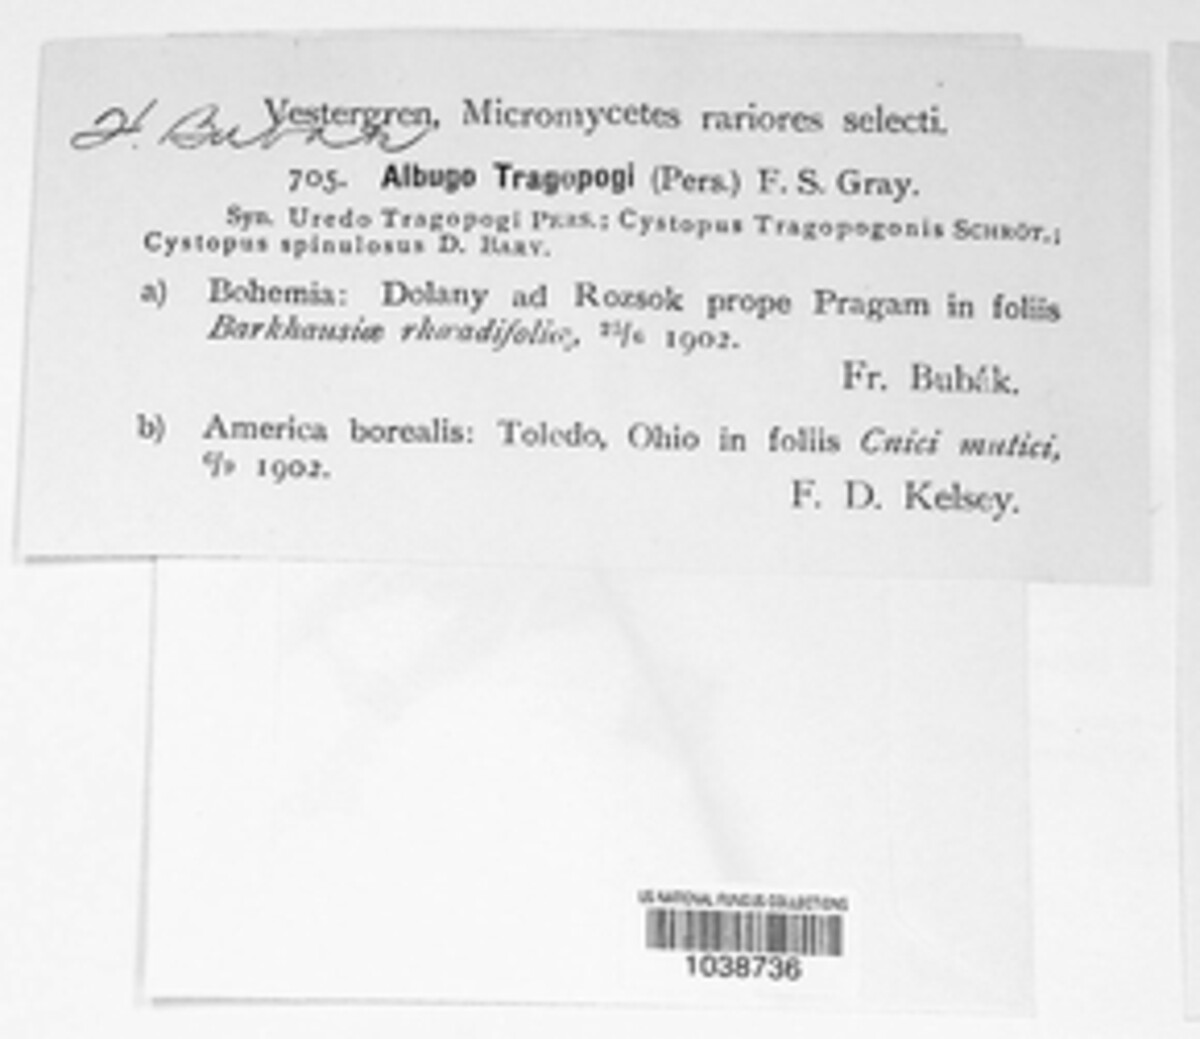 Vestergren, Micromycetes rariores selecti.
705. Albugo Tragopogi (Pers.) F. S. Gray.
Syn. Uredo Tragopogi PERS.; Cystopus Tragopogonis SCHRÖT.;
Cystopus spinulosus D. BARY.
a) Bohemia: Dolany ad Rozsok prope Pragam in foliis
Barkhausiæ rhœadifoliæ, 1902.
Fr. Bubák.
b) America borealis: Toledo, Ohio in foliis Cnici mutici,
6/9 1902.
F. D. Kelsey.
US NATIONAL FUNGUS COLLECTIONS
1038736